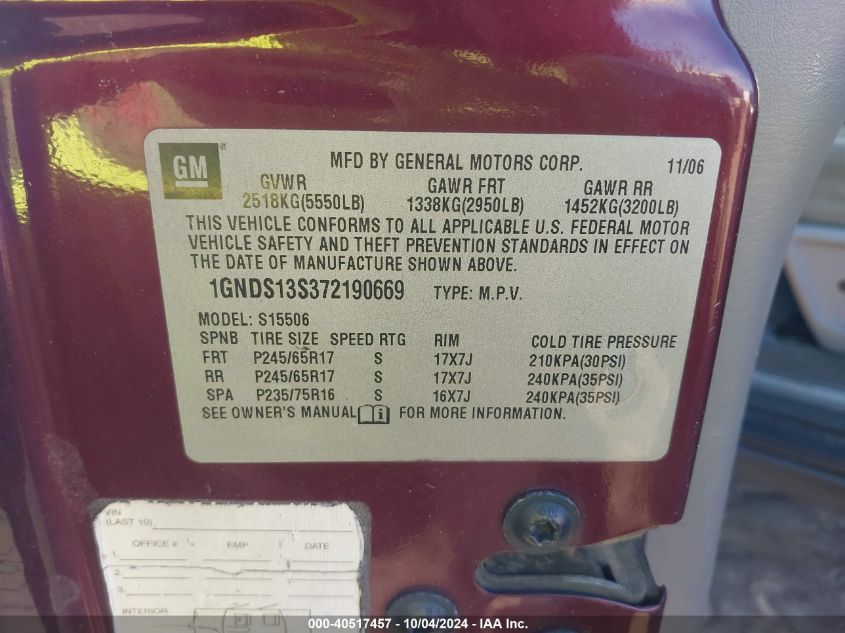 GM ®
MFD BY GENERAL MOTORS CORP. 11/06
GVWR GAWR FRT GAWR RR
2518KG(5550LB) 1338KG(2950LB) 1452KG(3200LB)
THIS VEHICLE CONFORMS TO ALL APPLICABLE U.S. FEDERAL MOTOR
VEHICLE SAFETY AND THEFT PREVENTION STANDARDS IN EFFECT ON
THE DATE OF MANUFACTURE SHOWN ABOVE.
1GNDS13S372190669 TYPE: M.P.V.
MODEL: S15506
SPNB TIRE SIZE SPEED RTG RIM COLD TIRE PRESSURE
FRT P245/65R17 S 17X7J 210KPA(30PSI)
RR P245/65R17 S 17X7J 240KPA(35PSI)
SPA P235/75R16 S 16X7J 240KPA(35PSI)
SEE OWNER'S MANUAL i FOR MORE INFORMATION.
VIN
(LAST 10)
OFFICE # EMP DATE
1.
2.
3.
INTERIOR
000-40517457 - 10/04/2024 - IAA Inc.